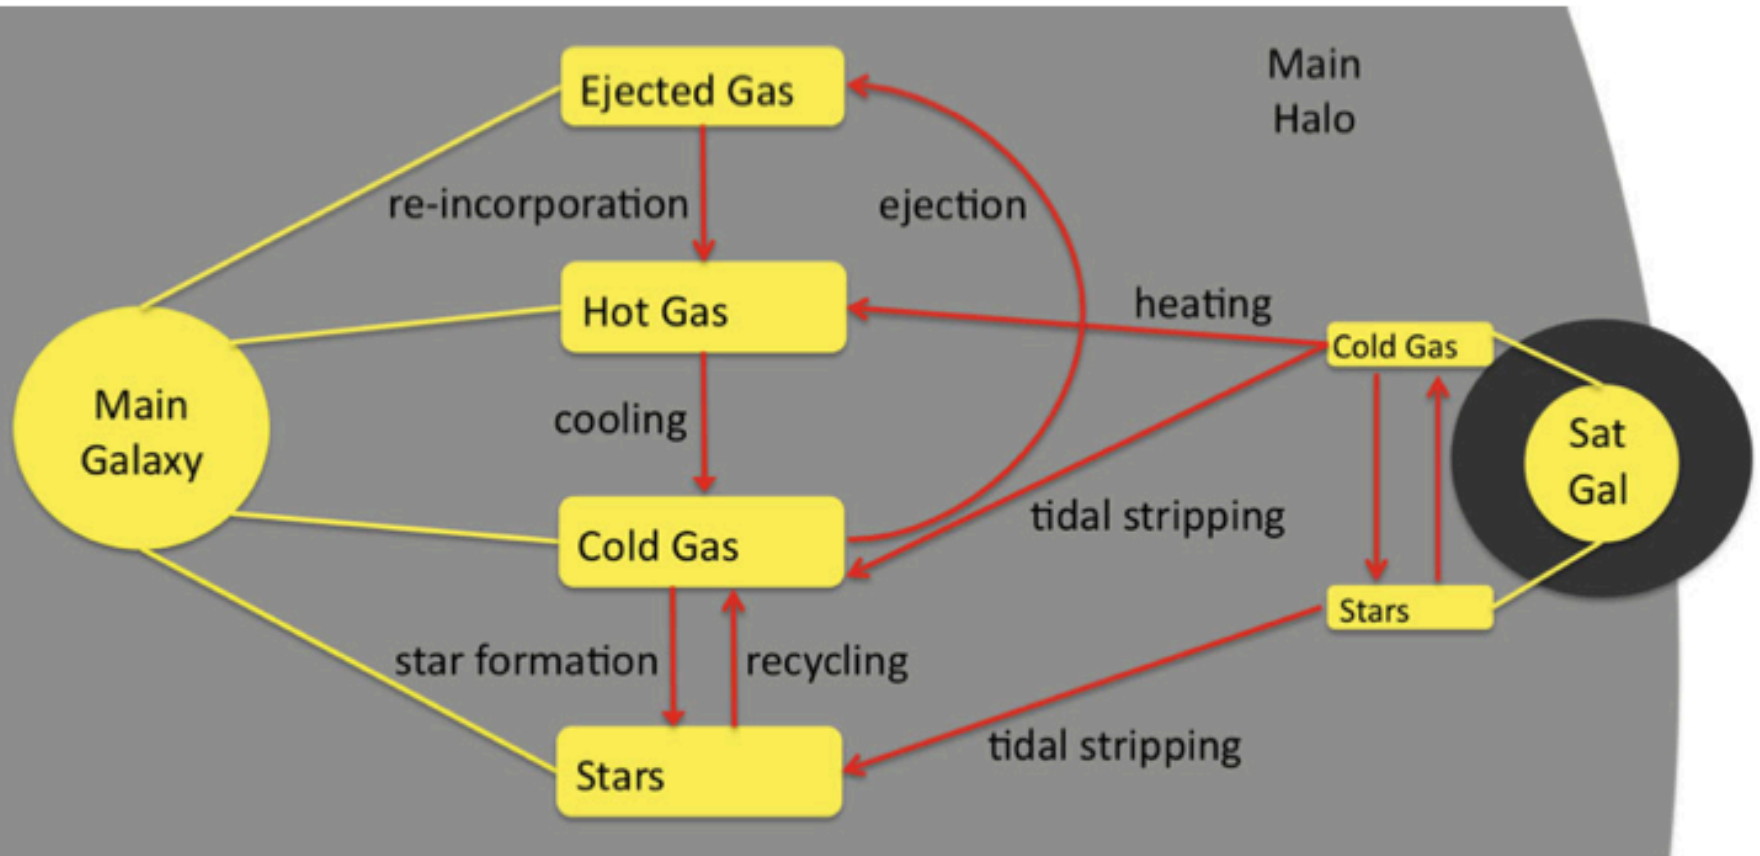 Main
Halo
Ejected Gas
re-incorporation
ejection
Hot Gas
heating
Cold Gas
Main
Galaxy
cooling
Sat
Gal
Cold Gas
tidal stripping
Stars
star formation
recycling
tidal stripping
Stars